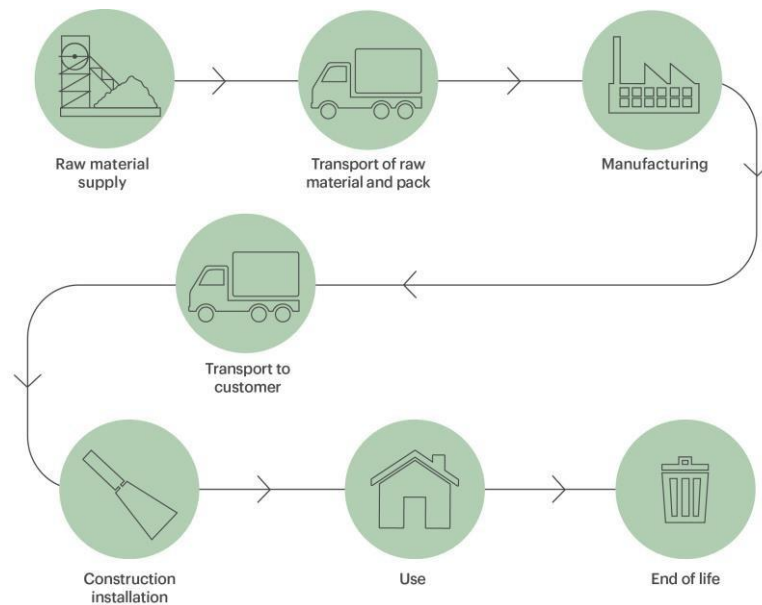 Raw material
supply
Transport of raw
material and pack
Manufacturing
Transport to
customer
Construction
installation
Use
End of life